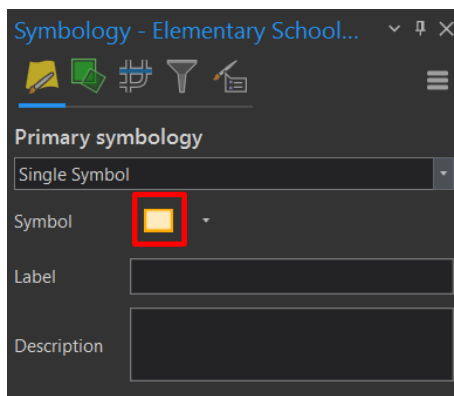 Symbology - Elementary School...
Primary symbology
Single Symbol
Symbol
Label
Description